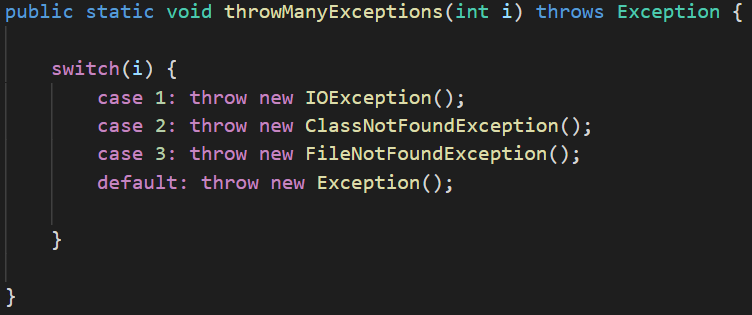 public static void throwManyExceptions(int i) throws Exception {
switch(i) {
case 1: throw new IOException();
case 2: throw new ClassNotFoundException();
case 3: throw new FileNotFoundException();
default: throw new Exception();
}
}